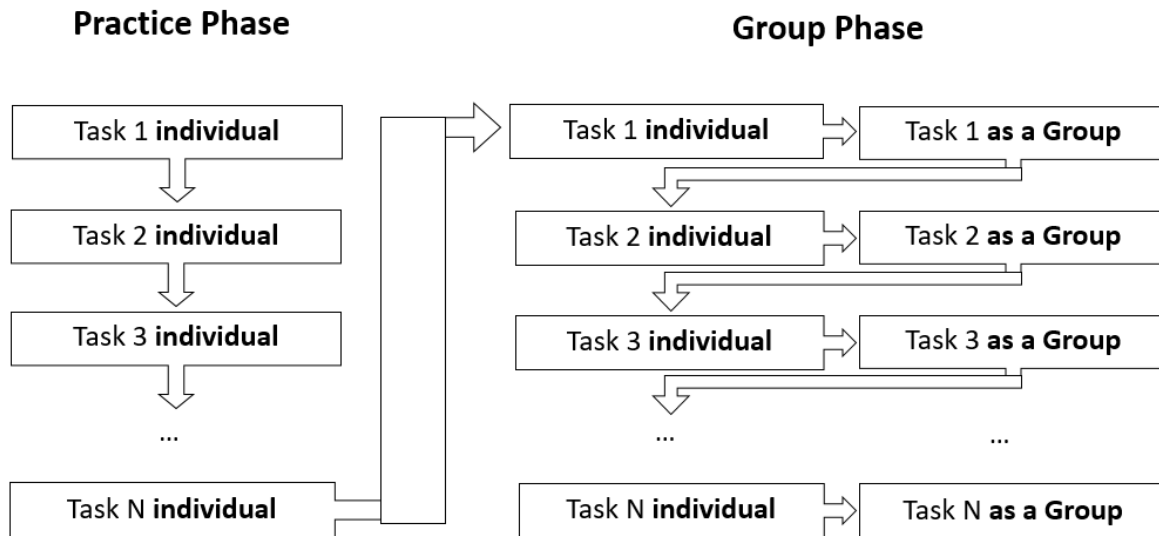 Practice Phase
Group Phase
Task 1 individual
Task 2 individual
Task 3 individual
...
Task N individual
Task 1 individual
Task 1 as a Group
Task 2 individual
Task 2 as a Group
Task 3 individual
Task 3 as a Group
...
...
Task N individual
Task N as a Group